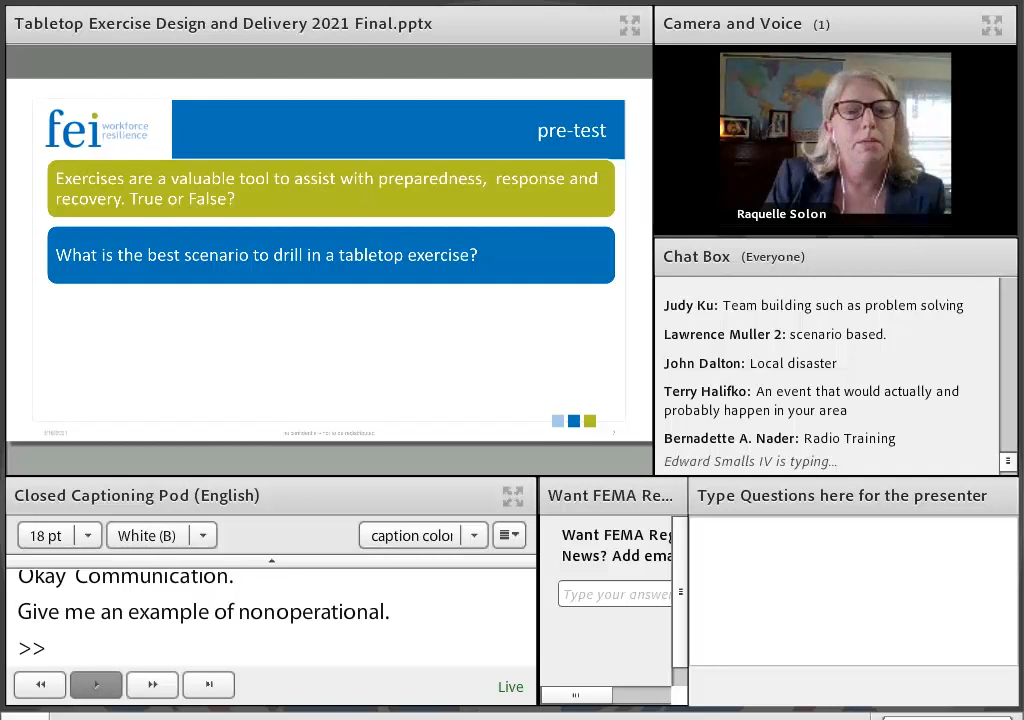 Tabletop Exercise Design and Delivery 2021 Final.pptx
fei workforce
resilience
pre-test
Exercises are a valuable tool to assist with preparedness, response and
recovery. True or False?
What is the best scenario to drill in a tabletop exercise?
Camera and Voice (1)
Raquelle Solon
Chat Box (Everyone)
Judy Ku: Team building such as problem solving
Lawrence Muller 2: scenario based.
John Dalton: Local disaster
Terry Halifko: An event that would actually and
probably happen in your area
Bernadette A. Nader: Radio Training
Edward Smalls IV is typing...
Closed Captioning Pod (English)
18 pt
White (B)
caption color
Okay Communication.
Give me an example of nonoperational.
>>
Live
Want FEMA Re...
Want FEMA Reg
News? Add ema
Type your answer
Type Questions here for the presenter